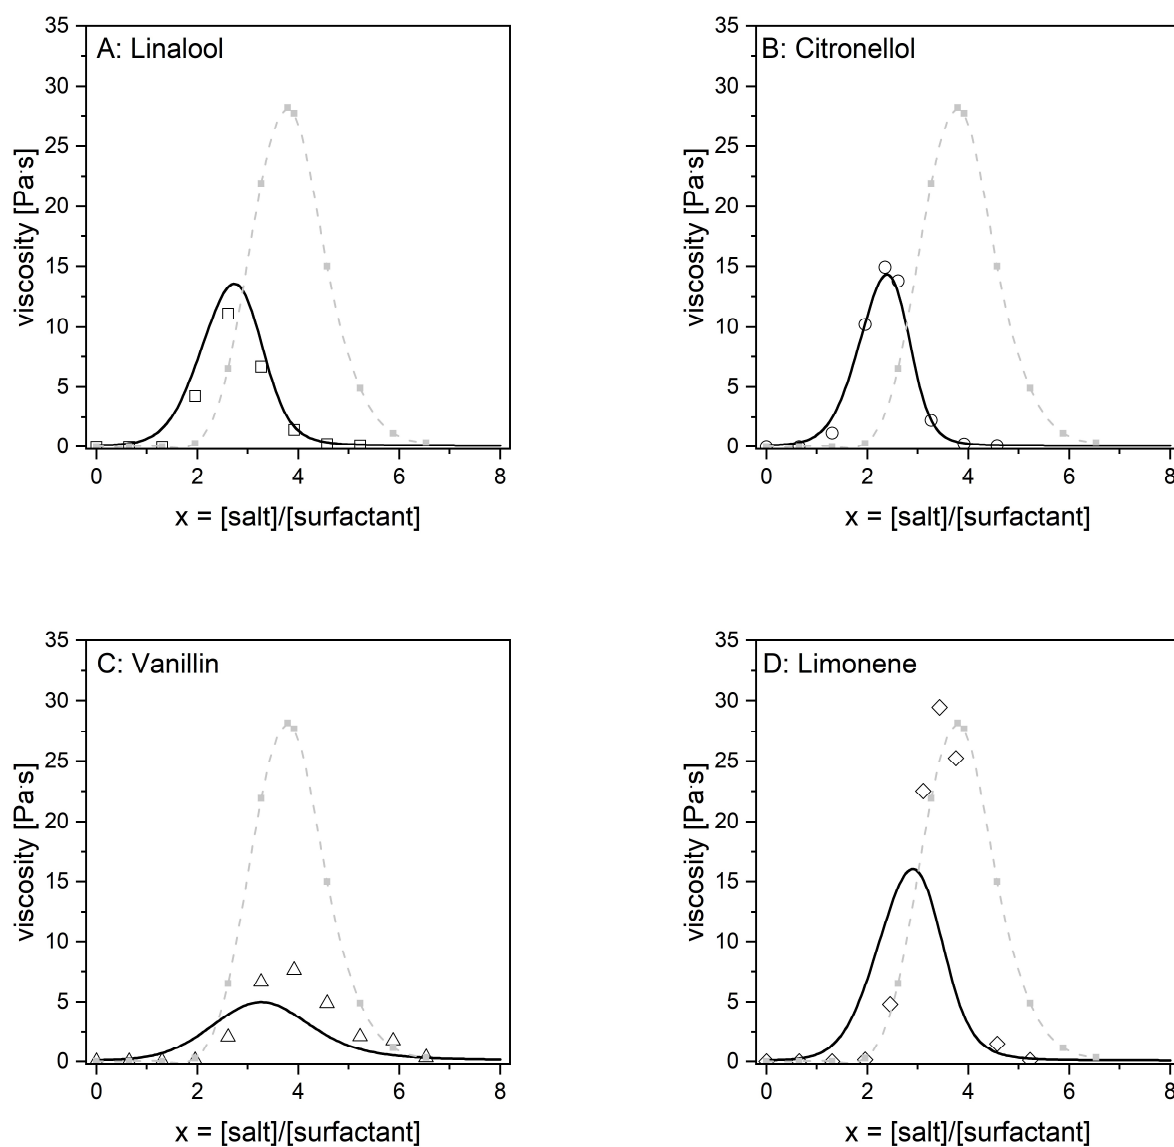 A: Linalool
35
30
25
20
15
10
5
0
viscosity [Pa·s]
0 2 4 6 8
x = [salt]/[surfactant]
B: Citronellol
35
30
25
20
15
10
5
0
viscosity [Pa·s]
0 2 4 6 8
x = [salt]/[surfactant]
C: Vanillin
35
30
25
20
15
10
5
0
viscosity [Pa·s]
0 2 4 6 8
x = [salt]/[surfactant]
D: Limonene
35
30
25
20
15
10
5
0
viscosity [Pa·s]
0 2 4 6 8
x = [salt]/[surfactant]